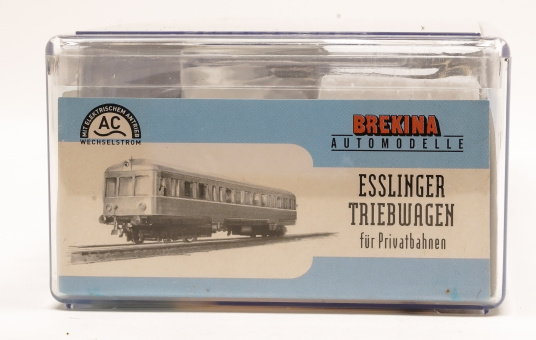 MIT ELEKTRISCHEM ANTRIEB
AC
WECHSELSTROM
BREKINA
AUTOMODELLE
ESSLINGER
TRIEBWAGEN
für Privatbahnen